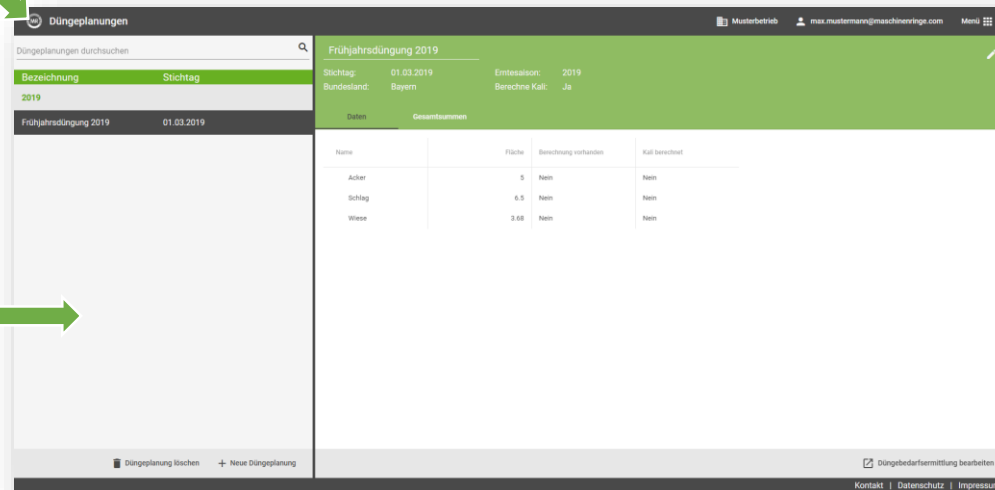 MR Düngeplanungen Musterbetrieb max.mustermann@maschinenringe.com Menü
Düngeplanungen durchsuchen
Bezeichnung Stichtag
2019
Frühjahrsdüngung 2019 01.03.2019
Düngeplanung löschen + Neue Düngeplanung
Frühjahrsdüngung 2019
Stichtag: 01.03.2019 Erntesaison: 2019
Bundesland: Bayern Berechne Kali: Ja
Daten Gesamtsummen
Name Fläche Berechnung vorhanden Kali berechnet
Acker 5 Nein Nein
Schlag 6.5 Nein Nein
Wiese 3.68 Nein Nein
Düngebedarfsermittlung bearbeiten
Kontakt | Datenschutz | Impressu